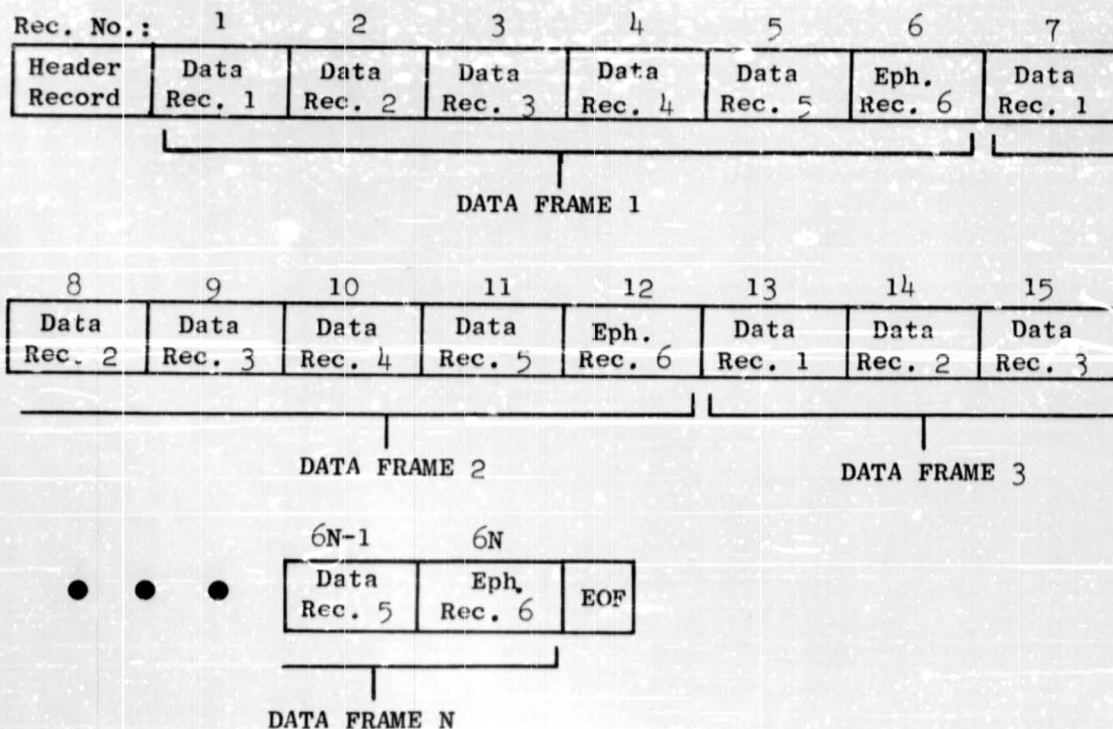 Rec. No.: 1 2 3 4 5 6 7
Header Data Data Data Data Data Eph. Data
Record Rec. 1 Rec. 2 Rec. 3 Rec. 4 Rec. 5 Rec. 6 Rec. 1
DATA FRAME 1
8 9 10 11 12 13 14 15
Data Data Data Data Eph. Data Data Data
Rec. 2 Rec. 3 Rec. 4 Rec. 5 Rec. 6 Rec. 1 Rec. 2 Rec. 3
DATA FRAME 2 DATA FRAME 3
6N-1 6N
Data Eph. EOF
Rec. 5 Rec. 6
DATA FRAME N